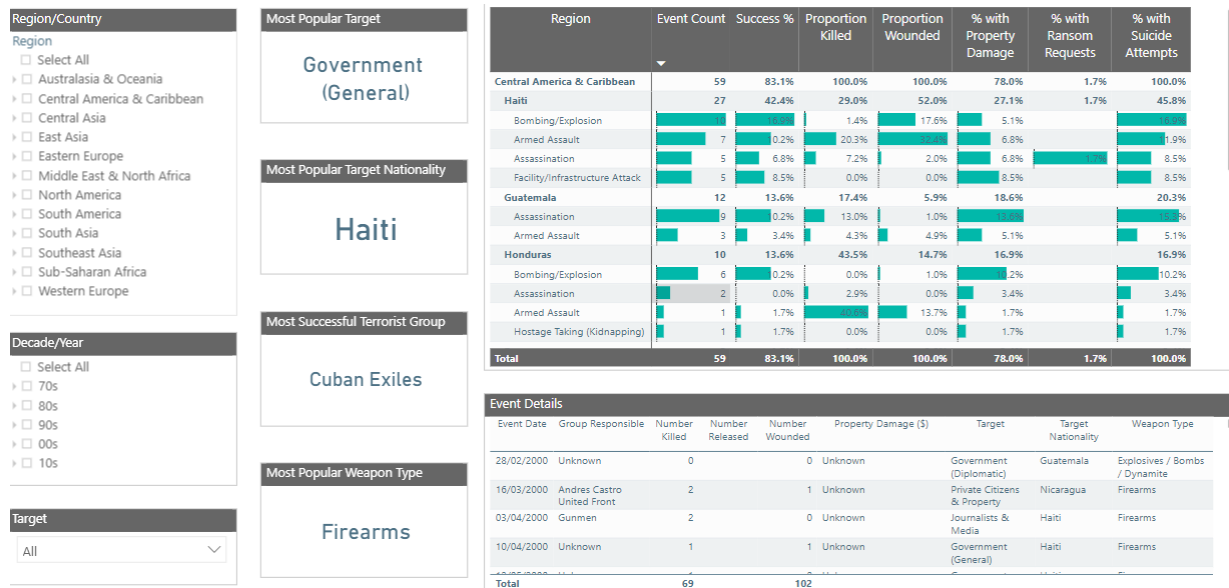 Region/Country
Region
Select All
Australasia & Oceania
Central America & Caribbean
Central Asia
East Asia
Eastern Europe
Middle East & North Africa
North America
South America
South Asia
Southeast Asia
Sub-Saharan Africa
Western Europe
Decade/Year
Select All
70s
80s
90s
00s
10s
Target
All
Most Popular Target
Government
(General)
Most Popular Target Nationality
Haiti
Most Successful Terrorist Group
Cuban Exiles
Most Popular Weapon Type
Firearms
Region Event Count Success % Proportion Killed Proportion Wounded % with Property Damage % with Ransom Requests % with Suicide Attempts
Central America & Caribbean 59 83.1% 100.0% 100.0% 78.0% 1.7% 100.0%
Haiti 27 42.4% 29.0% 52.0% 27.1% 1.7% 45.8%
Bombing/Explosion 10 16.9% 1.4% 17.6% 5.1% 16.9%
Armed Assault 7 10.2% 20.3% 32.4% 6.8% 11.9%
Assassination 5 6.8% 7.2% 2.0% 6.8% 1.7% 8.5%
Facility/Infrastructure Attack 5 8.5% 0.0% 0.0% 8.5% 8.5%
Guatemala 12 13.6% 17.4% 5.9% 18.6% 20.3%
Assassination 9 10.2% 13.0% 1.0% 13.6% 15.3%
Armed Assault 3 3.4% 4.3% 4.9% 5.1% 5.1%
Honduras 10 13.6% 43.5% 14.7% 16.9% 16.9%
Bombing/Explosion 6 10.2% 0.0% 1.0% 10.2% 10.2%
Assassination 2 0.0% 2.9% 0.0% 3.4% 3.4%
Armed Assault 1 1.7% 40.6% 13.7% 1.7% 1.7%
Hostage Taking (Kidnapping) 1 1.7% 0.0% 0.0% 1.7% 1.7%
Total 59 83.1% 100.0% 100.0% 78.0% 1.7% 100.0%
Event Details
Event Date Group Responsible Number Killed Number Released Number Wounded Property Damage ($) Target Target Nationality Weapon Type
28/02/2000 Unknown 0 0 Unknown Government (Diplomatic) Guatemala Explosives / Bombs / Dynamite
16/03/2000 Andres Castro United Front 2 1 Unknown Private Citizens & Property Nicaragua Firearms
03/04/2000 Gunmen 2 0 Unknown Journalists & Media Haiti Firearms
10/04/2000 Unknown 1 1 Unknown Government (General) Haiti Firearms
Total 69 102